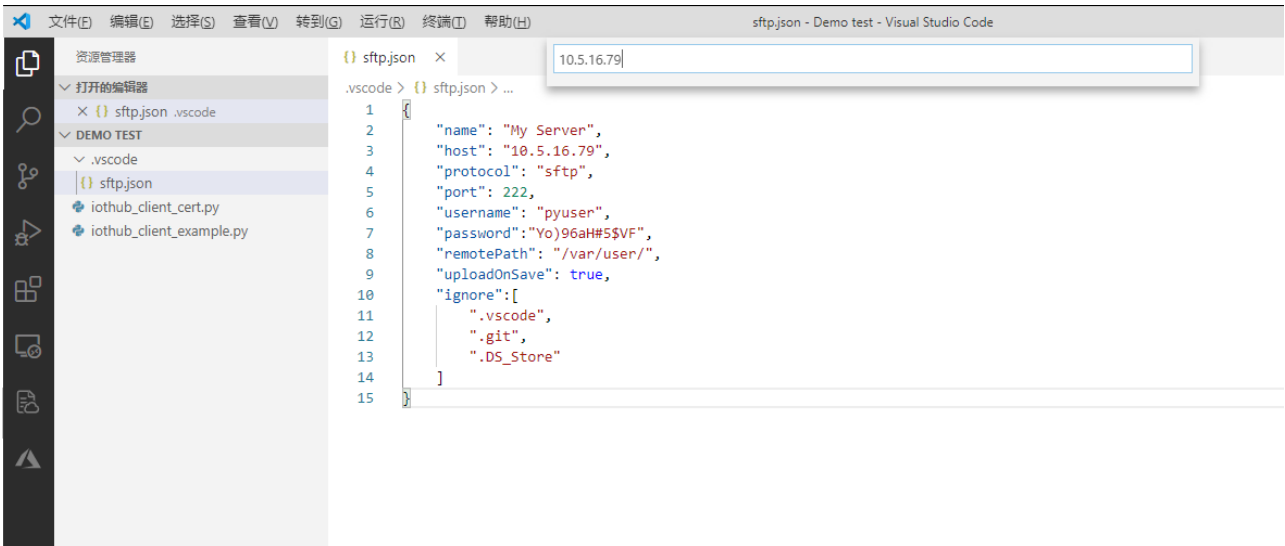 文件(F) 编辑(E) 选择(S) 查看(V) 转到(G) 运行(R) 终端(T) 帮助(H) sftp.json - Demo test - Visual Studio Code
资源管理器
打开的编辑器
{} sftp.json .vscode
DEMO TEST
.vscode
{} sftp.json
iothub_client_cert.py
iothub_client_example.py
{} sftp.json
10.5.16.79
.vscode > {} sftp.json > ...
1 {
2 "name": "My Server",
3 "host": "10.5.16.79",
4 "protocol": "sftp",
5 "port": 222,
6 "username": "pyuser",
7 "password":"Yo)96aH#5$VF",
8 "remotePath": "/var/user/",
9 "uploadOnSave": true,
10 "ignore":[
11 ".vscode",
12 ".git",
13 ".DS_Store"
14 ]
15 }